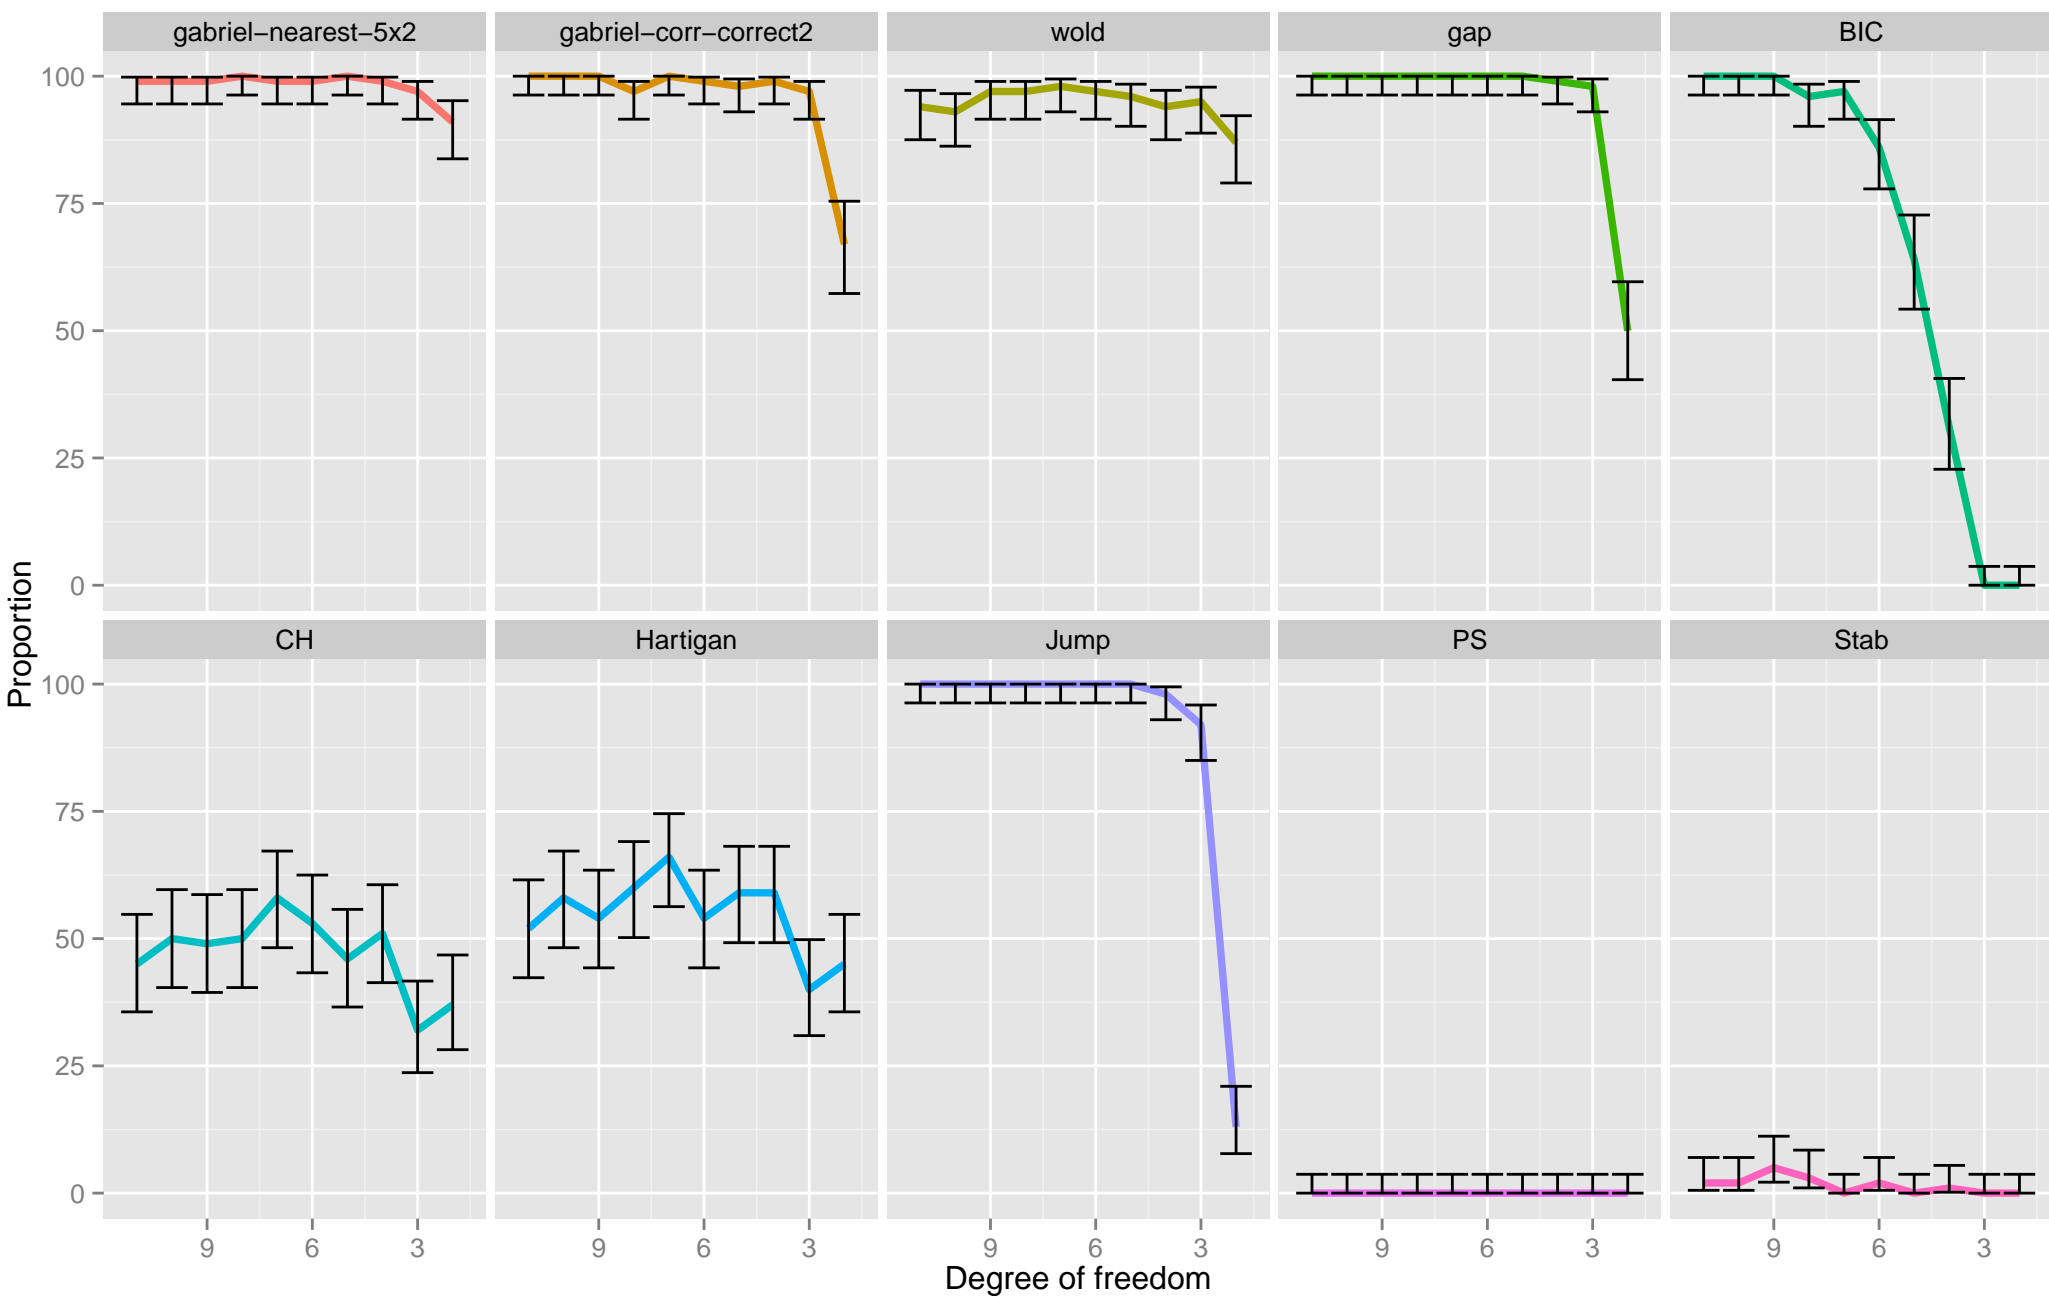 gabriel−nearest−5x2
gabriel−corr−correct2
wold
gap
BIC
100
75
50
25
0
Proportion
CH
Hartigan
Jump
PS
Stab
100
75
50
25
0
9 6 3
9 6 3
9 6 3
9 6 3
9 6 3
Degree of freedom